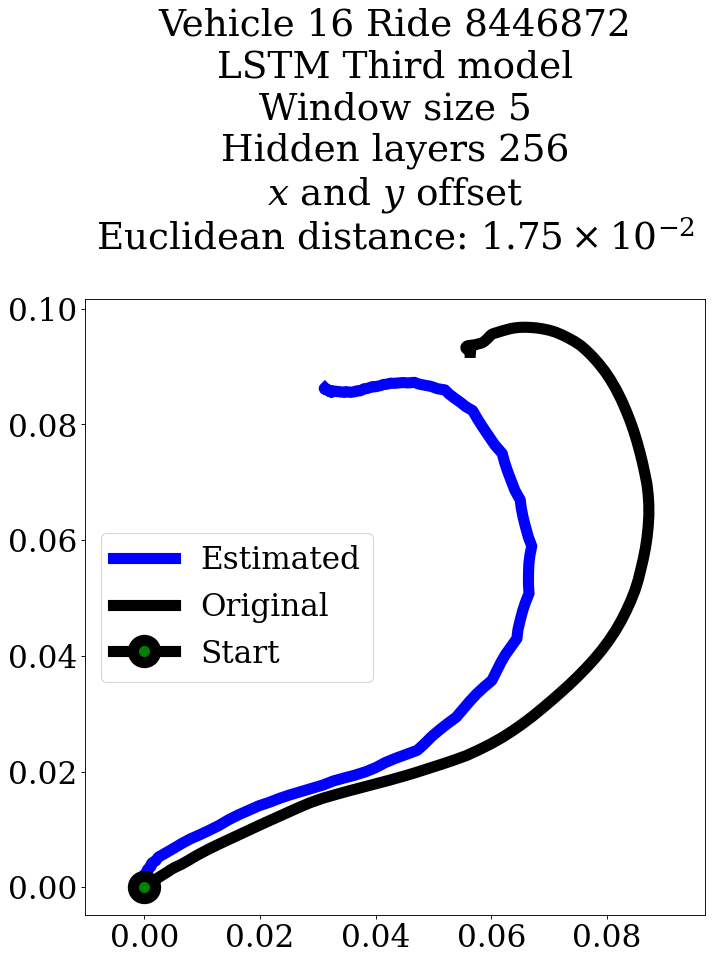 Vehicle 16 Ride 8446872
LSTM Third model
Window size 5
Hidden layers 256
x and y offset
Euclidean distance: 1.75 × 10⁻²
0.10
0.08
0.06
0.04
0.02
0.00
Estimated
Original
Start
0.00 0.02 0.04 0.06 0.08